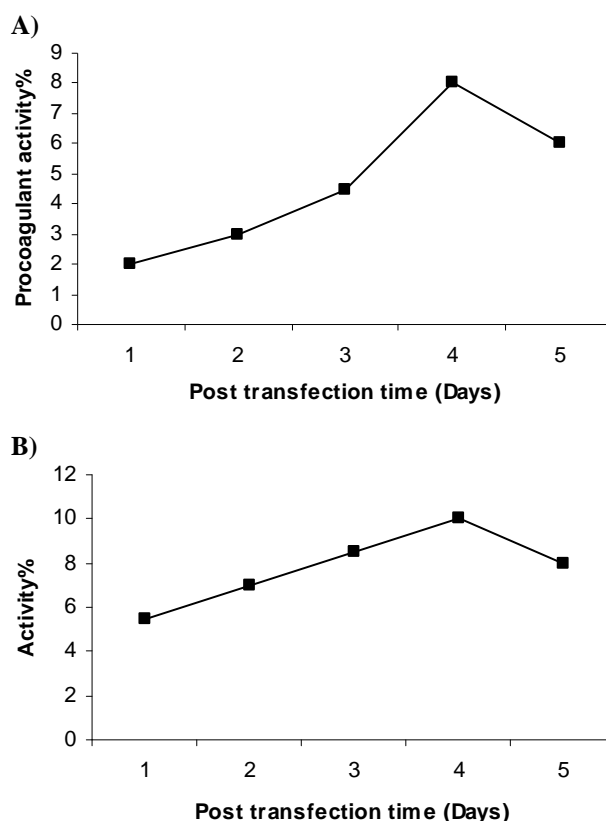 A)
Procoagulant activity%
9
8
7
6
5
4
3
2
1
0
1 2 3 4 5
Post transfection time (Days)
B)
Activity%
12
10
8
6
4
2
0
1 2 3 4 5
Post transfection time (Days)